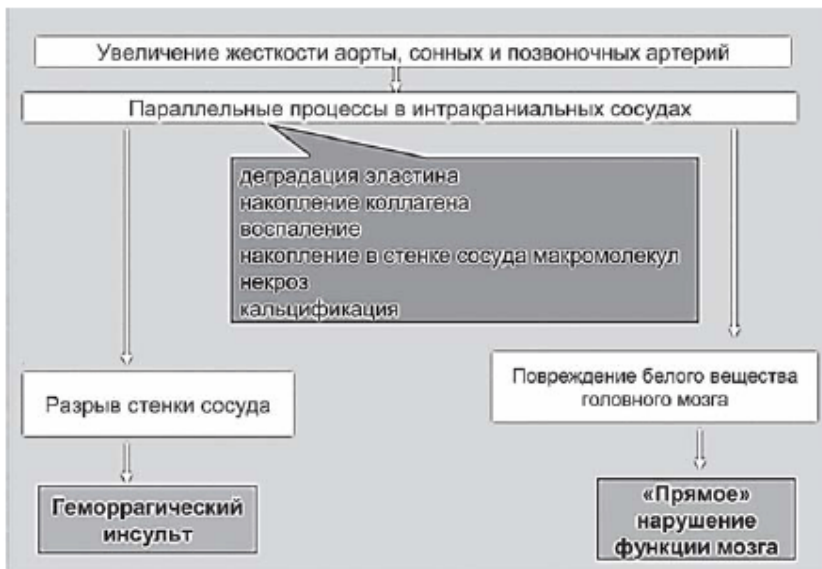 Увеличение жесткости аорты, сонных и позвоночных артерий
Параллельные процессы в интракраниальных сосудах
деградация эластина
накопление коллагена
воспаление
накопление в стенке сосуда макромолекул
некроз
кальцификация
Разрыв стенки сосуда
Повреждение белого вещества
головного мозга
Геморрагический
инсульт
«Прямое»
нарушение
функции мозга